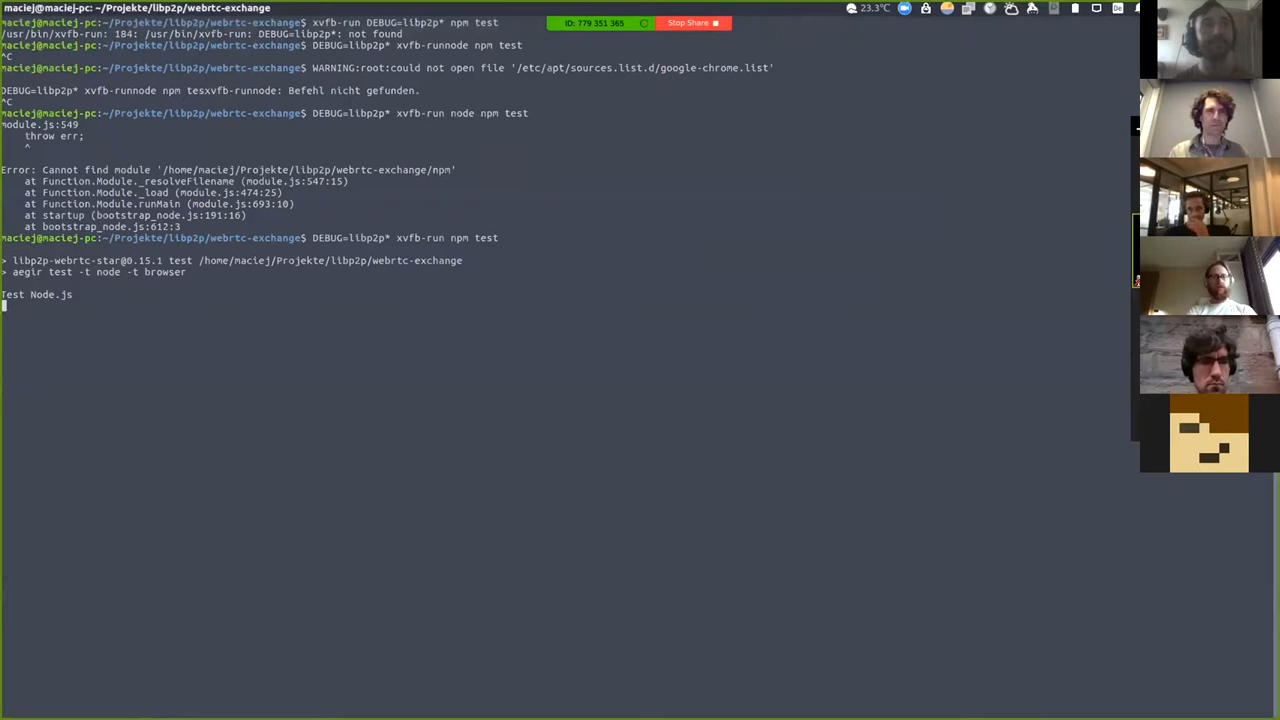 maciej@maciej-pc: ~/Projekte/libp2p/webrtc-exchange
23.3°C
De
ID: 779 351 365
Stop Share
maciej@maciej-pc:~/Projekte/libp2p/webrtc-exchange$ xvfb-run DEBUG=libp2p* npm test
/usr/bin/xvfb-run: 184: /usr/bin/xvfb-run: DEBUG=libp2p*: not found
maciej@maciej-pc:~/Projekte/libp2p/webrtc-exchange$ DEBUG=libp2p* xvfb-runnode npm test
^C
maciej@maciej-pc:~/Projekte/libp2p/webrtc-exchange$ WARNING:root:could not open file '/etc/apt/sources.list.d/google-chrome.list'
DEBUG=libp2p* xvfb-runnode npm tesxvfb-runnode: Befehl nicht gefunden.
^C
maciej@maciej-pc:~/Projekte/libp2p/webrtc-exchange$ DEBUG=libp2p* xvfb-run node npm test
module.js:549
throw err;
^
Error: Cannot find module '/home/maciej/Projekte/libp2p/webrtc-exchange/npm'
at Function.Module._resolveFilename (module.js:547:15)
at Function.Module._load (module.js:474:25)
at Function.Module.runMain (module.js:693:10)
at startup (bootstrap_node.js:191:16)
at bootstrap_node.js:612:3
maciej@maciej-pc:~/Projekte/libp2p/webrtc-exchange$ DEBUG=libp2p* xvfb-run npm test
> libp2p-webrtc-star@0.15.1 test /home/maciej/Projekte/libp2p/webrtc-exchange
> aegir test -t node -t browser
Test Node.js